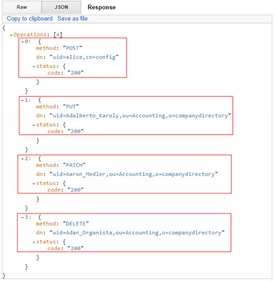 Raw JSON Response
Copy to clipboard Save as file
{
-Operations: [4]
-0: {
method: "POST"
dn: "uid=alice,cn=config"
-status: {
code: "200"
}
}
-1: {
method: "PUT"
dn: "uid=Adalberto_Karoly,ou=Accounting,o=companydirectory"
-status: {
code: "200"
}
}
-2: {
method: "PATCH"
dn: "uid=Aaron_Medler,ou=Accounting,o=companydirectory"
-status: {
code: "200"
}
}
-3: {
method: "DELETE"
dn: "uid=Adan_Organista,ou=Accounting,o=companydirectory"
-status: {
code: "200"
}
}
}